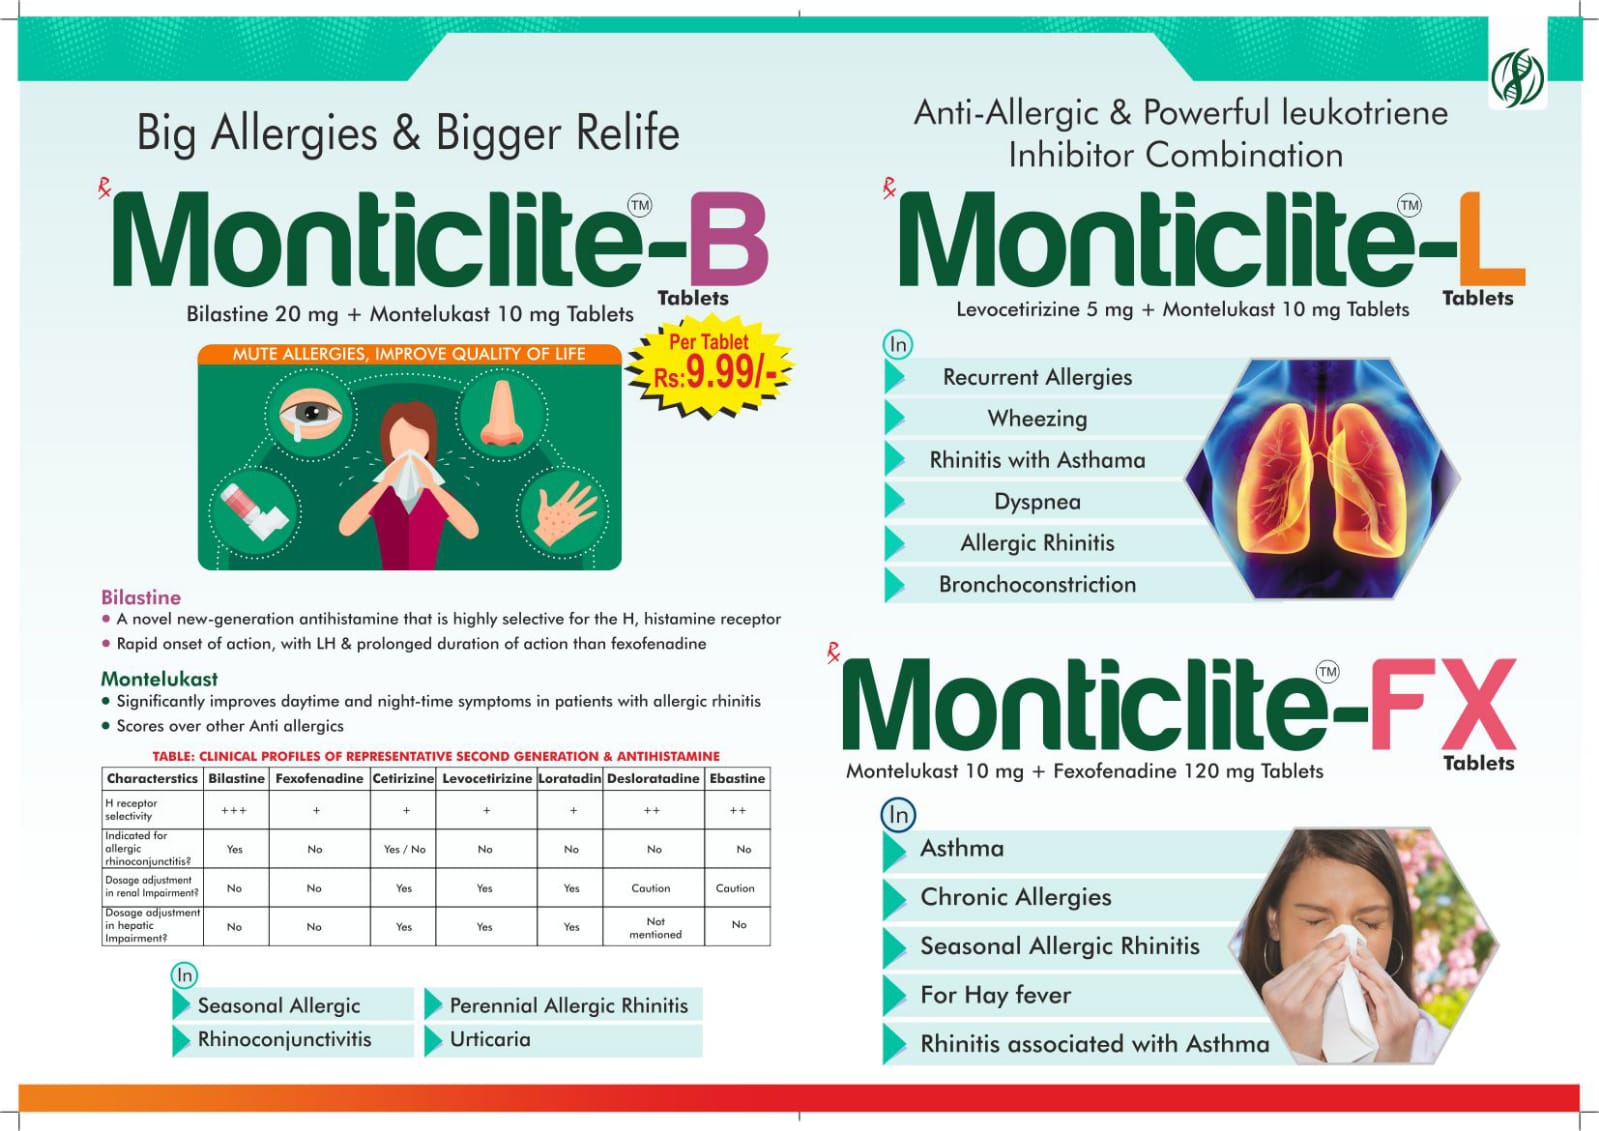 Big Allergies & Bigger Relife
Rx
Monticlite™-B
Tablets
Bilastine 20 mg + Montelukast 10 mg Tablets
Per Tablet
Rs:9.99/-
MUTE ALLERGIES, IMPROVE QUALITY OF LIFE
Bilastine
• A novel new-generation antihistamine that is highly selective for the H, histamine receptor
• Rapid onset of action, with LH & prolonged duration of action than fexofenadine
Montelukast
• Significantly improves daytime and night-time symptoms in patients with allergic rhinitis
• Scores over other Anti allergics
TABLE: CLINICAL PROFILES OF REPRESENTATIVE SECOND GENERATION & ANTIHISTAMINE
Characterstics Bilastine Fexofenadine Cetirizine Levocetirizine Loratadin Desloratadine Ebastine
H receptor
selectivity
+++ + + + + ++ ++
Indicated for
allergic
rhinoconjunctitis?
Yes No Yes / No No No No No
Dosage adjustment
in renal Impairment?
No No Yes Yes Yes Caution Caution
Dosage adjustment
in hepatic
Impairment?
No No Yes Yes Yes Not
mentioned
No
In
Seasonal Allergic
Perennial Allergic Rhinitis
Rhinoconjunctivitis
Urticaria
Anti-Allergic & Powerful leukotriene
Inhibitor Combination
Rx
Monticlite™-L
Tablets
Levocetirizine 5 mg + Montelukast 10 mg Tablets
In
Recurrent Allergies
Wheezing
Rhinitis with Asthama
Dyspnea
Allergic Rhinitis
Bronchoconstriction
Rx
Monticlite™-FX
Tablets
Montelukast 10 mg + Fexofenadine 120 mg Tablets
In
Asthma
Chronic Allergies
Seasonal Allergic Rhinitis
For Hay fever
Rhinitis associated with Asthma